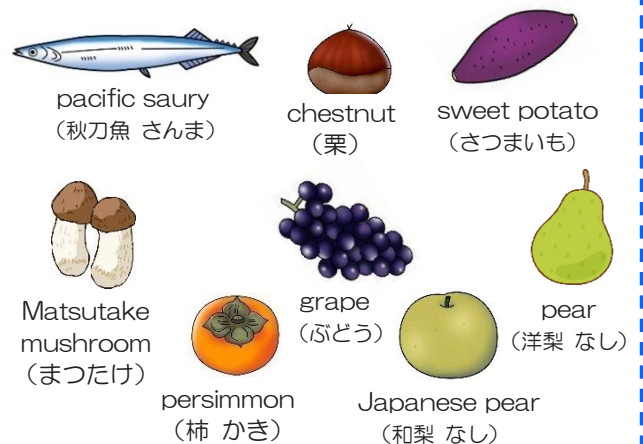 pacific saury
（秋刀魚 さんま）
chestnut
（栗）
sweet potato
（さつまいも）
Matsutake
mushroom
（まつたけ）
grape
（ぶどう）
pear
（洋梨 なし）
persimmon
（柿 かき）
Japanese pear
（和梨 なし）